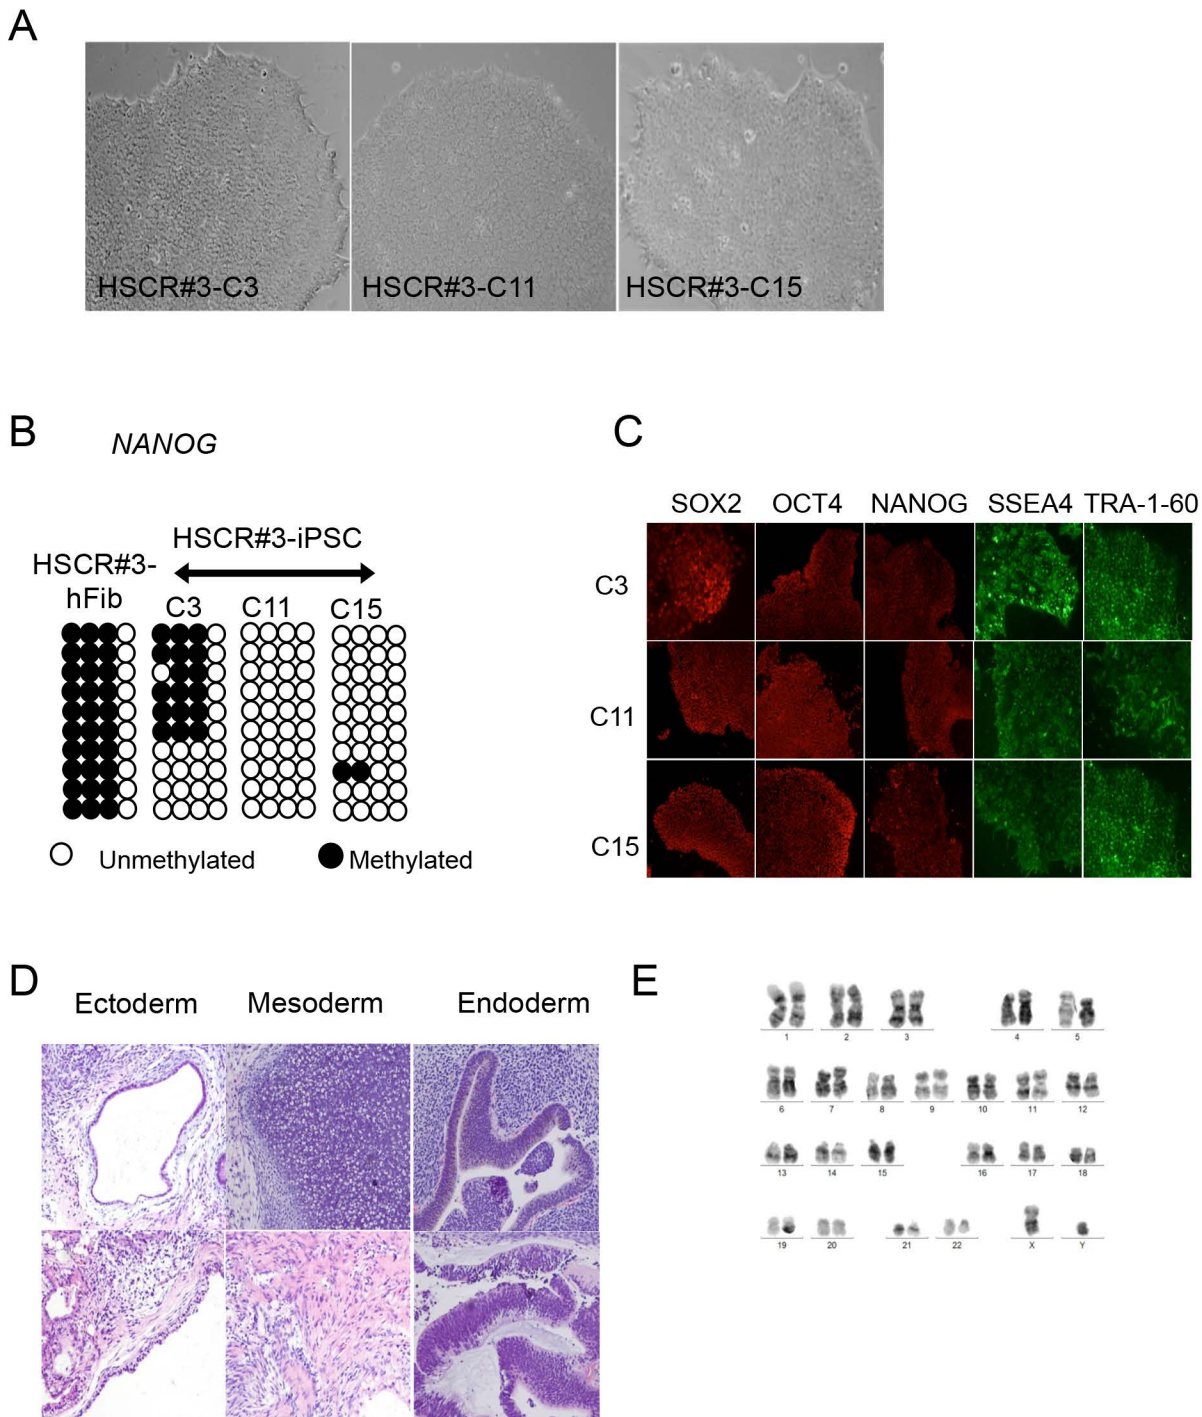 A
HSCR#3-C3
HSCR#3-C11
HSCR#3-C15
B
NANOG
HSCR#3-iPSC
HSCR#3-
hFib
C3
C11
C15
Unmethylated
Methylated
C
SOX2
OCT4
NANOG
SSEA4
TRA-1-60
C3
C11
C15
D
Ectoderm
Mesoderm
Endoderm
E
1 2 3 4 5
6 7 8 9 10 11 12
13 14 15 16 17 18
19 20 21 22 X Y